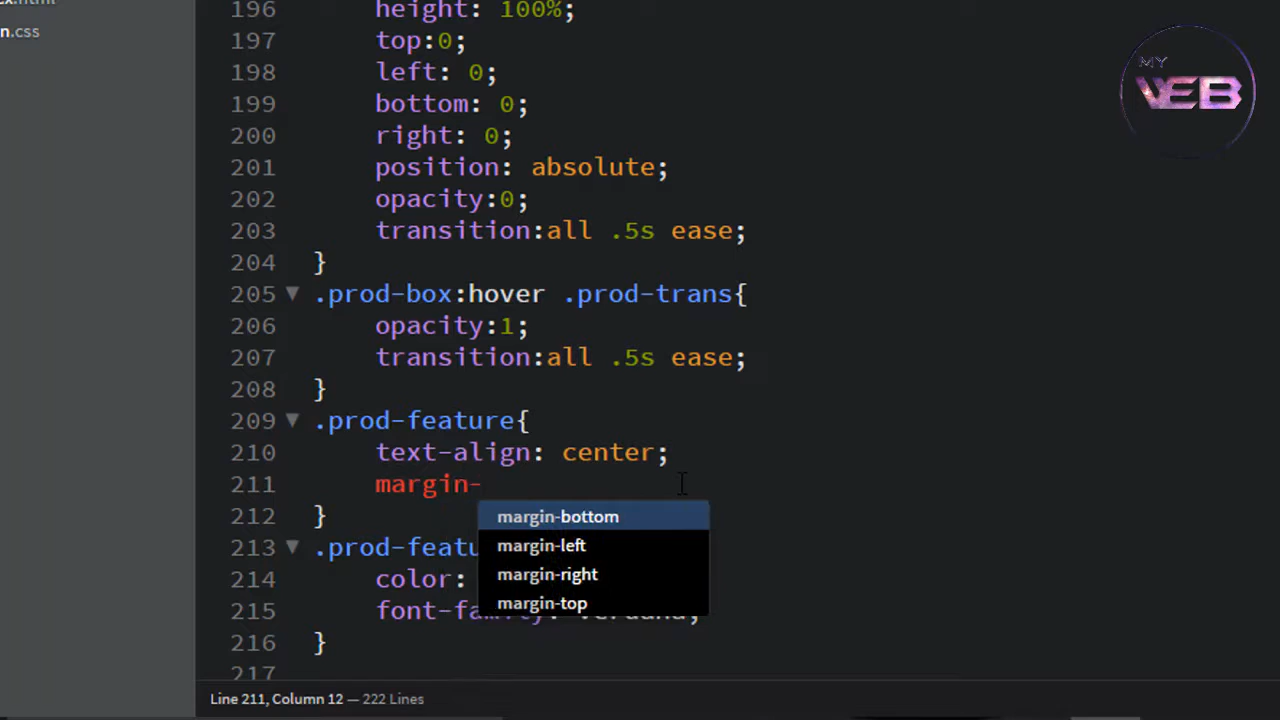 196 height: 100%;
n.css
197 top:0;
198 left: 0;
199 bottom: 0;
200 right: 0;
201 position: absolute;
202 opacity:0;
203 transition:all .5s ease;
204 }
205 .prod-box:hover .prod-trans{
206 opacity:1;
207 transition:all .5s ease;
208 }
209 .prod-feature{
210 text-align: center;
211 margin-
212 }
margin-bottom
margin-left
margin-right
margin-top
213 .prod-featu
214 color:
215
216 }
217
Line 211, Column 12 — 222 Lines
MY
VEB